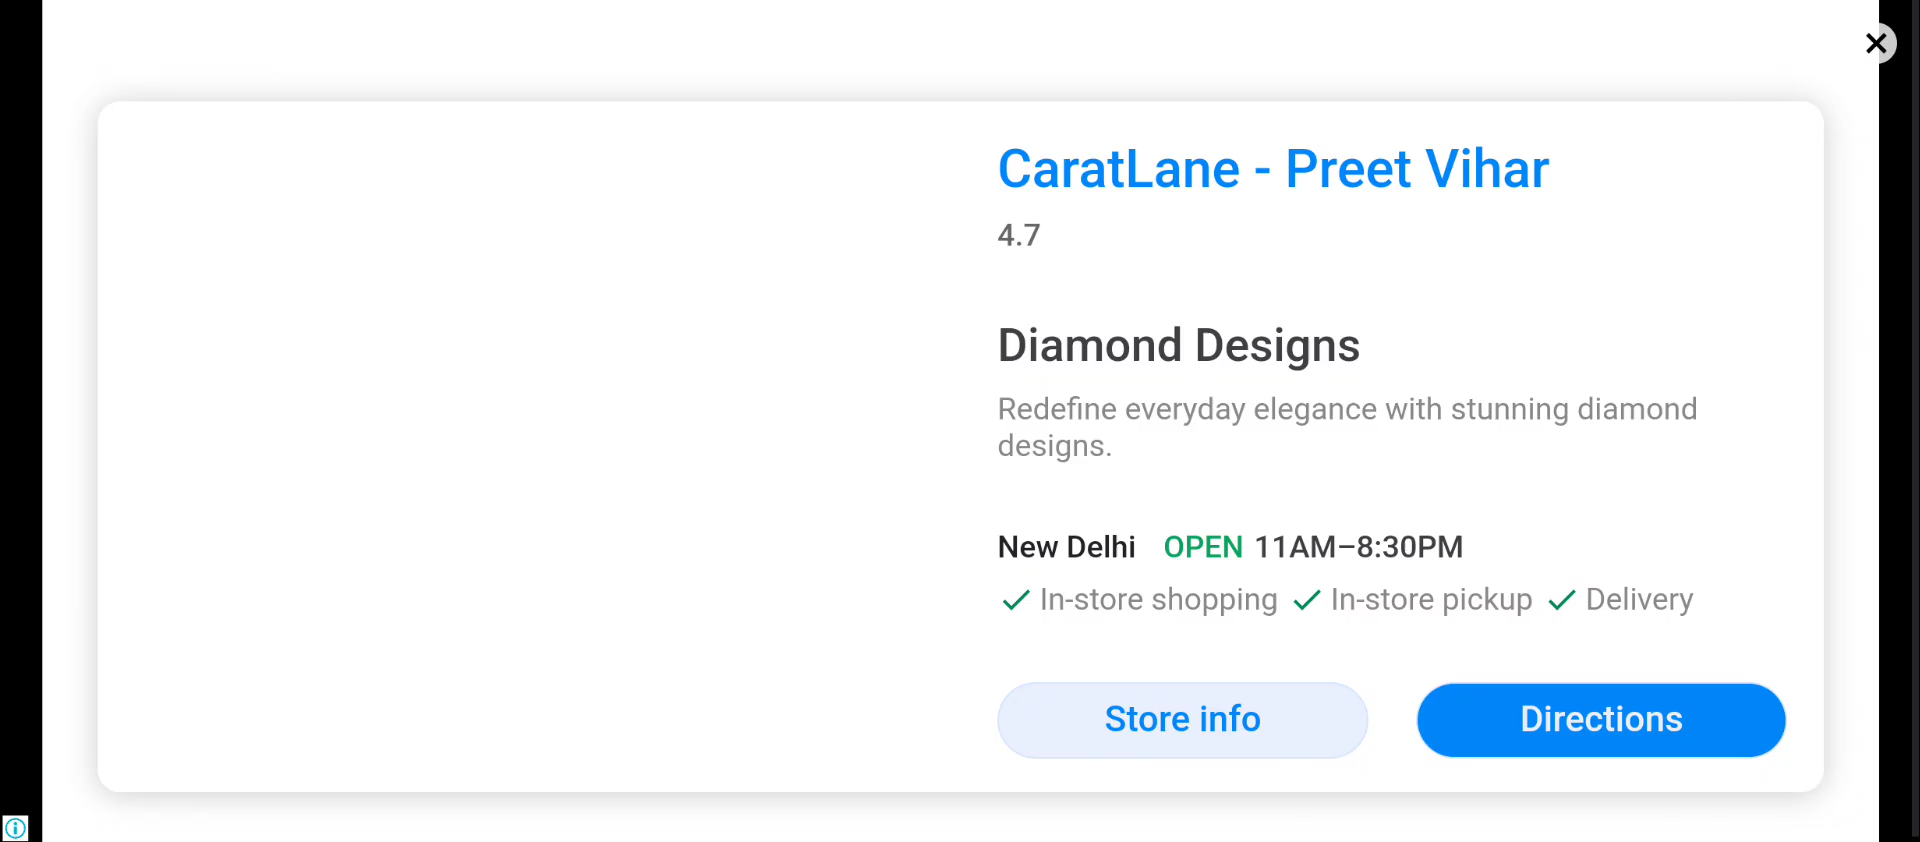 CaratLane - Preet Vihar
4.7
Diamond Designs
Redefine everyday elegance with stunning diamond
designs.
New Delhi OPEN 11AM–8:30PM
In-store shopping In-store pickup Delivery
Store info Directions